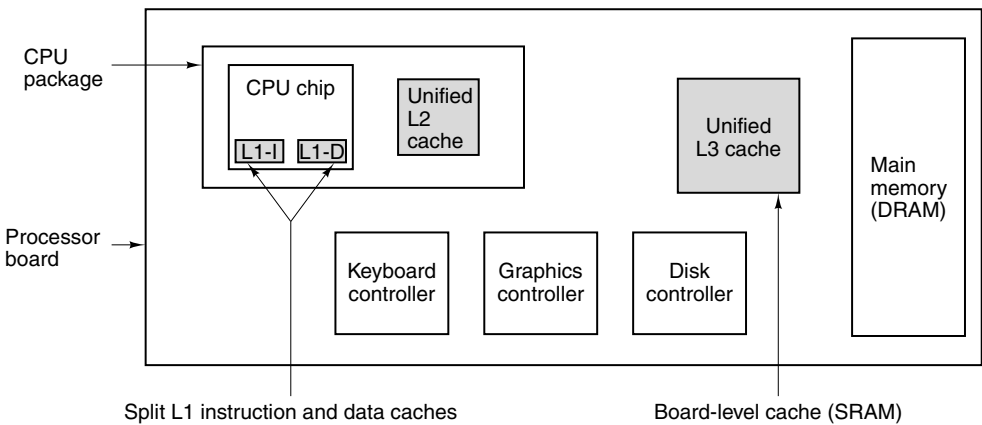 CPU
package
CPU chip
L1-I
L1-D
Unified
L2
cache
Unified
L3 cache
Main
memory
(DRAM)
Processor
board
Keyboard
controller
Graphics
controller
Disk
controller
Split L1 instruction and data caches
Board-level cache (SRAM)